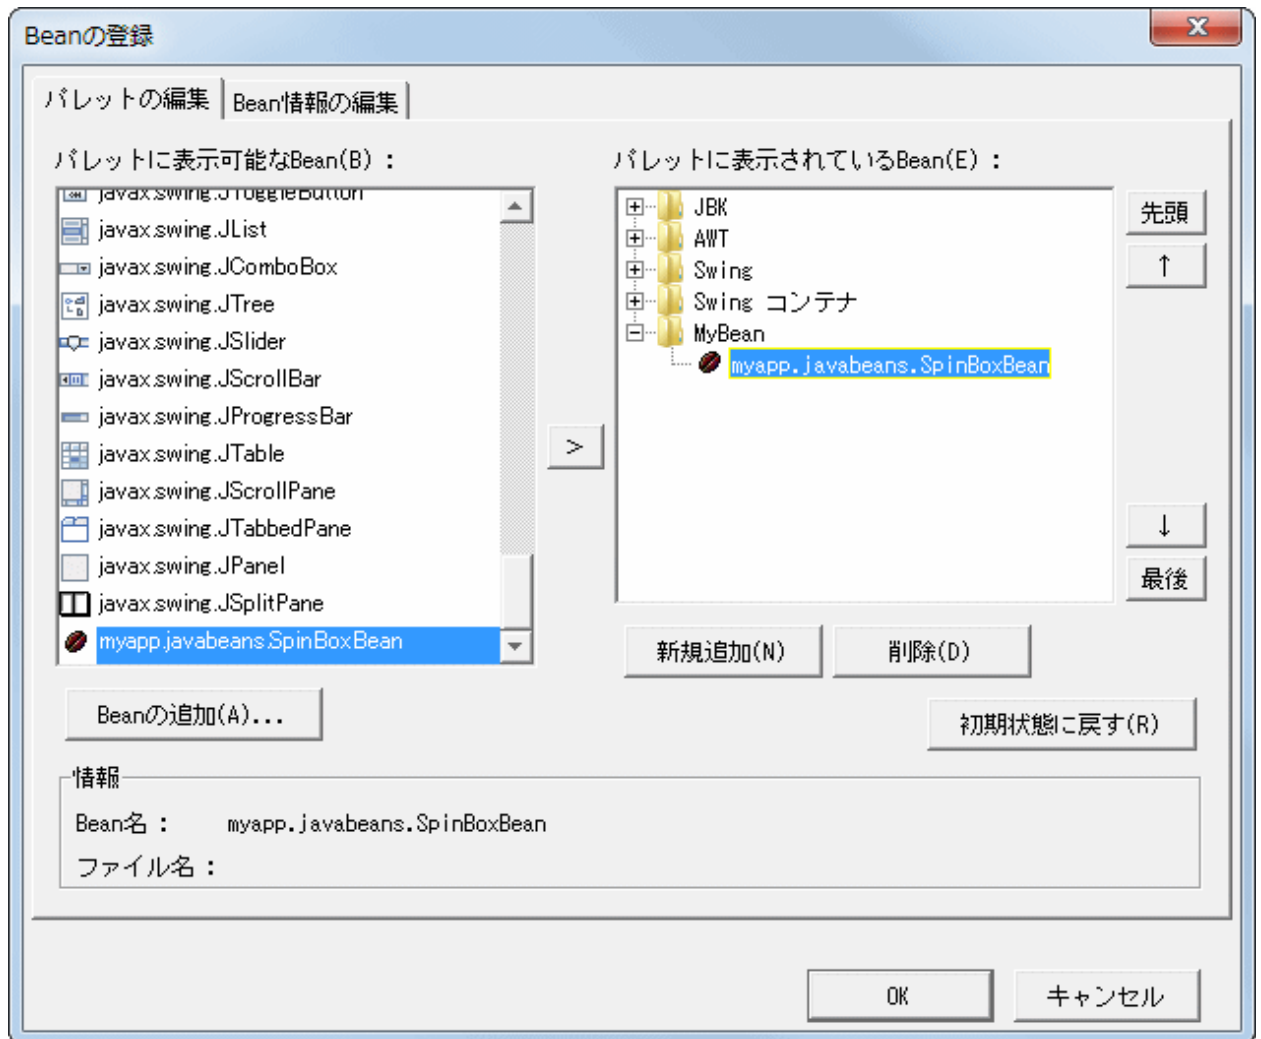 Beanの登録
パレットの編集
Bean情報の編集
パレットに表示可能なBean(B) :
javax.swing.JToggleButton
javax.swing.JList
javax.swing.JComboBox
javax.swing.JTree
javax.swing.JSlider
javax.swing.JScrollBar
javax.swing.JProgressBar
javax.swing.JTable
javax.swing.JScrollPane
javax.swing.JTabbedPane
javax.swing.JPanel
javax.swing.JSplitPane
myapp.javabeans.SpinBoxBean
Beanの追加(A)...
>
パレットに表示されているBean(E) :
JBK
AWT
Swing
Swing コンテナ
MyBean
myapp.javabeans.SpinBoxBean
先頭
↑
↓
最後
新規追加(N)
削除(D)
初期状態に戻す(R)
情報
Bean名 : myapp.javabeans.SpinBoxBean
ファイル名 :
OK
キャンセル